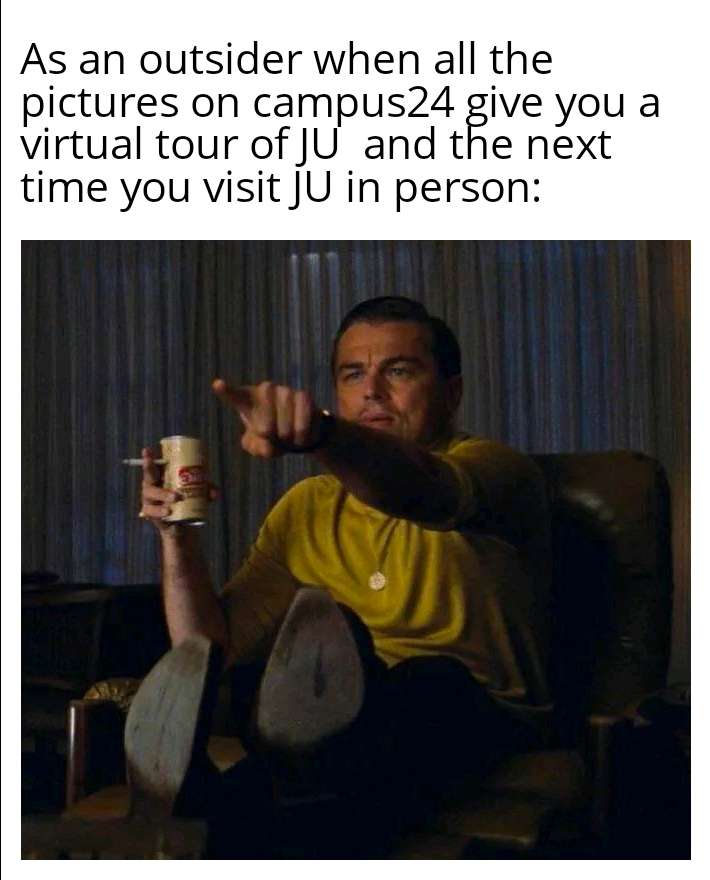 As an outsider when all the
pictures on campus24 give you a
virtual tour of JU and the next
time you visit JU in person: